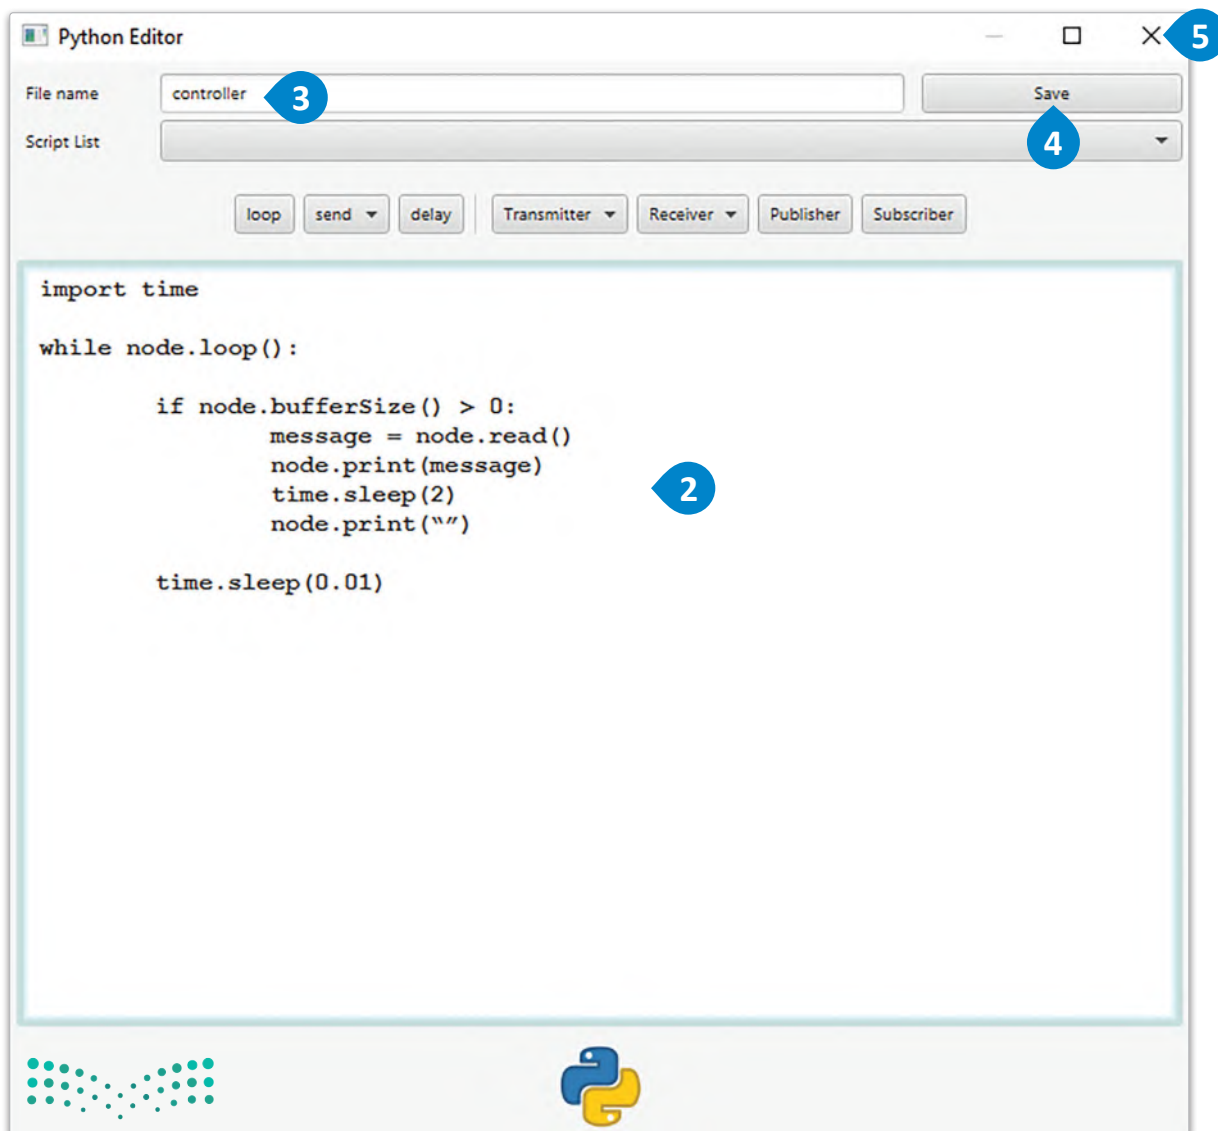 Python Editor
5
File name
controller
3
Save
Script List
4
loop
send
delay
Transmitter
Receiver
Publisher
Subscriber
import time
while node.loop():
if node.bufferSize() > 0:
message = node.read()
node.print(message)
time.sleep(2)
node.print(“”)
2
time.sleep(0.01)